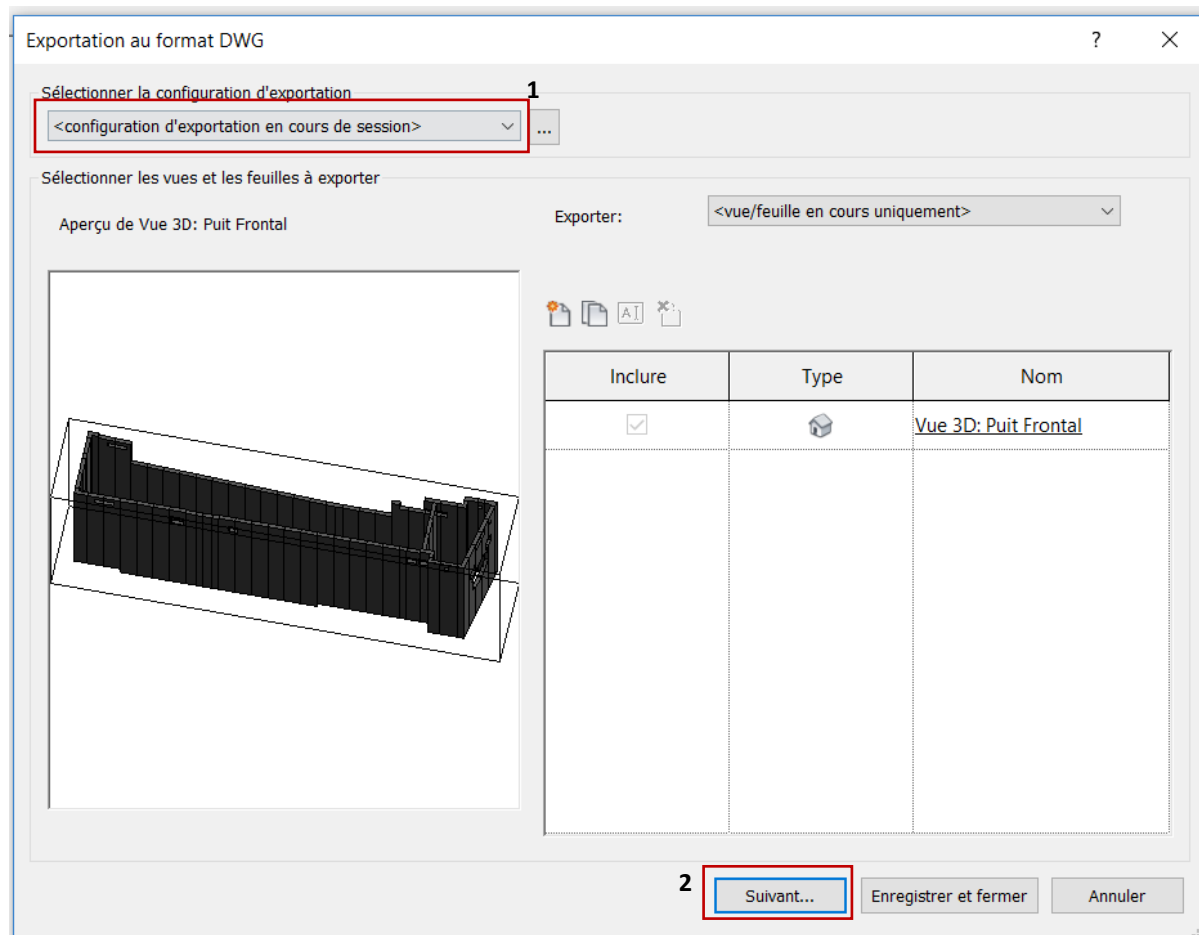 Exportation au format DWG
?
Sélectionner la configuration d'exportation
1
<configuration d'exportation en cours de session>
...
Sélectionner les vues et les feuilles à exporter
Aperçu de Vue 3D: Puit Frontal
Exporter:
<vue/feuille en cours uniquement>
AI
Inclure
Type
Nom
Vue 3D: Puit Frontal
2
Suivant...
Enregistrer et fermer
Annuler